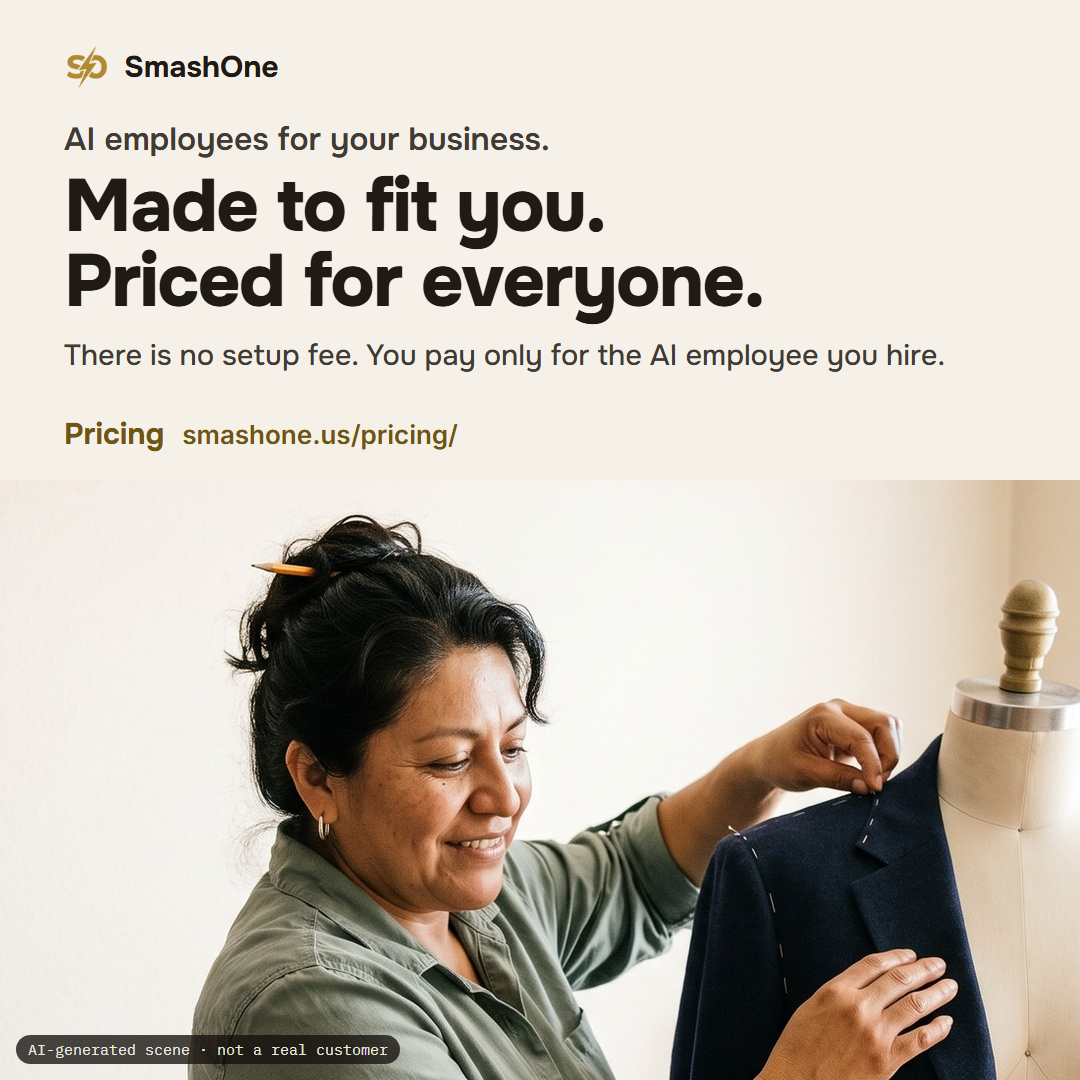 SmashOne
AI employees for your business.
Made to fit you.
Priced for everyone.
There is no setup fee. You pay only for the AI employee you hire.
Pricing smashone.us/pricing/
AI-generated scene · not a real customer